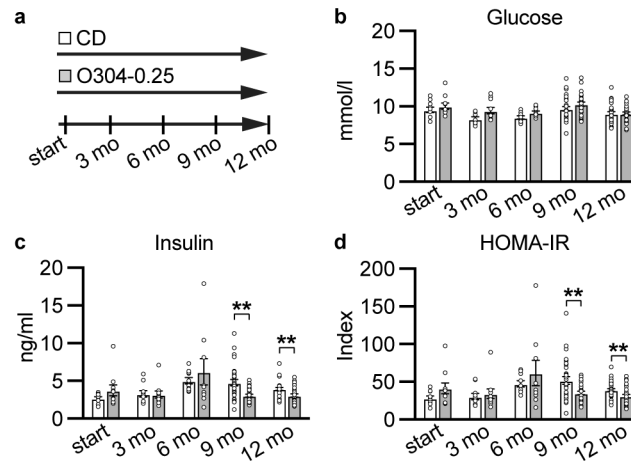 a
CD
O304-0.25
start 3 mo 6 mo 9 mo 12 mo
b
Glucose
mmol/l
20
15
10
5
0
start 3 mo 6 mo 9 mo 12 mo
c
Insulin
ng/ml
20
15
10
5
0
**
**
start 3 mo 6 mo 9 mo 12 mo
d
HOMA-IR
Index
200
150
100
50
0
**
**
start 3 mo 6 mo 9 mo 12 mo